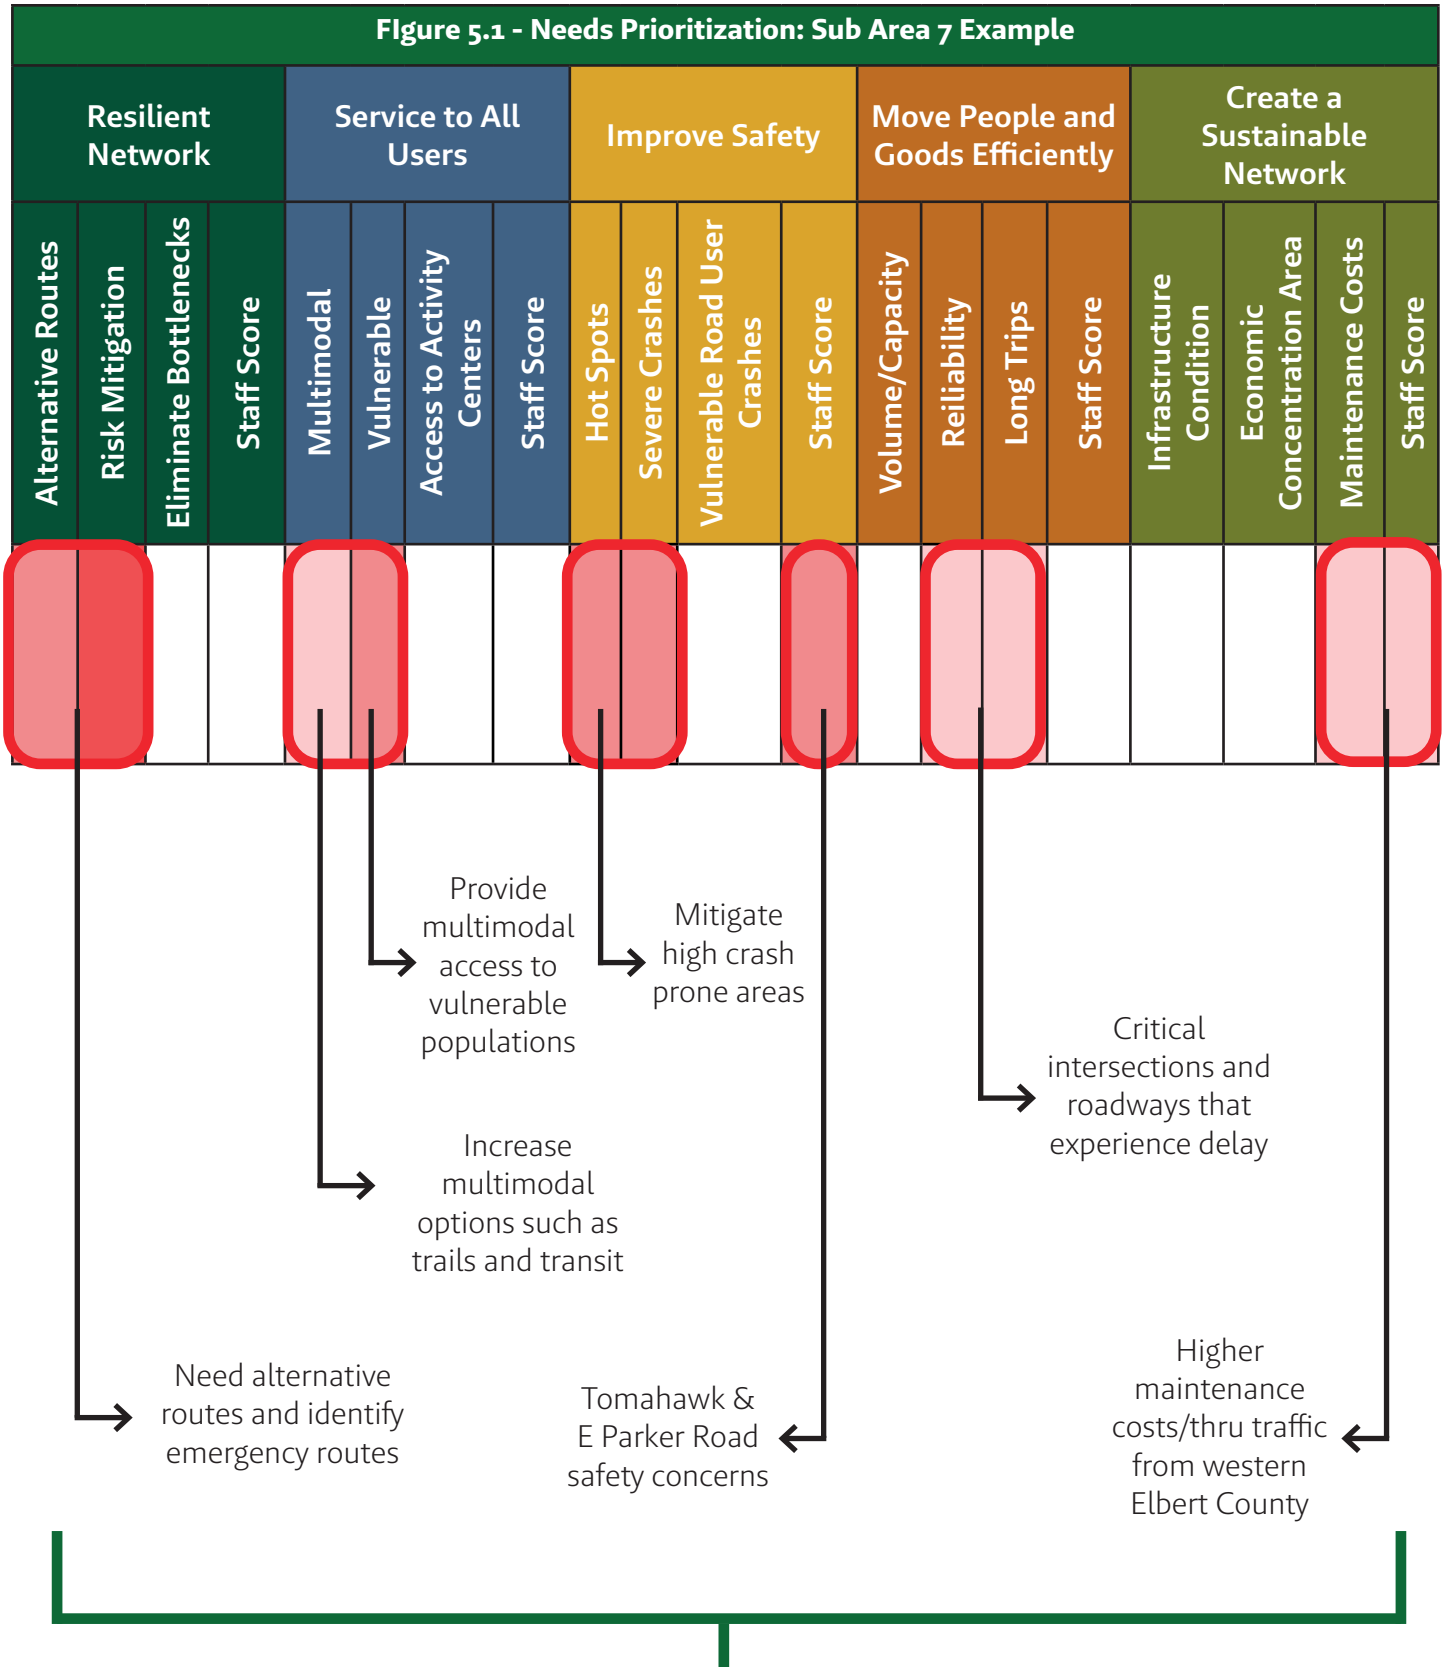 FIgure 5.1 - Needs Prioritization: Sub Area 7 Example
Resilient
Network
Service to All
Users
Improve Safety
Move People and
Goods Efficiently
Create a
Sustainable
Network
Alternative Routes
Risk Mitigation
Eliminate Bottlenecks
Staff Score
Multimodal
Vulnerable
Access to Activity
Centers
Staff Score
Hot Spots
Severe Crashes
Vulnerable Road User
Crashes
Staff Score
Volume/Capacity
Reiliability
Long Trips
Staff Score
Infrastructure
Condition
Economic
Concentration Area
Maintenance Costs
Staff Score
Provide
multimodal
access to
vulnerable
populations
Mitigate
high crash
prone areas
Critical
intersections and
roadways that
experience delay
Increase
multimodal
options such as
trails and transit
Need alternative
routes and identify
emergency routes
Tomahawk &
E Parker Road
safety concerns
Higher
maintenance
costs/thru traffic
from western
Elbert County